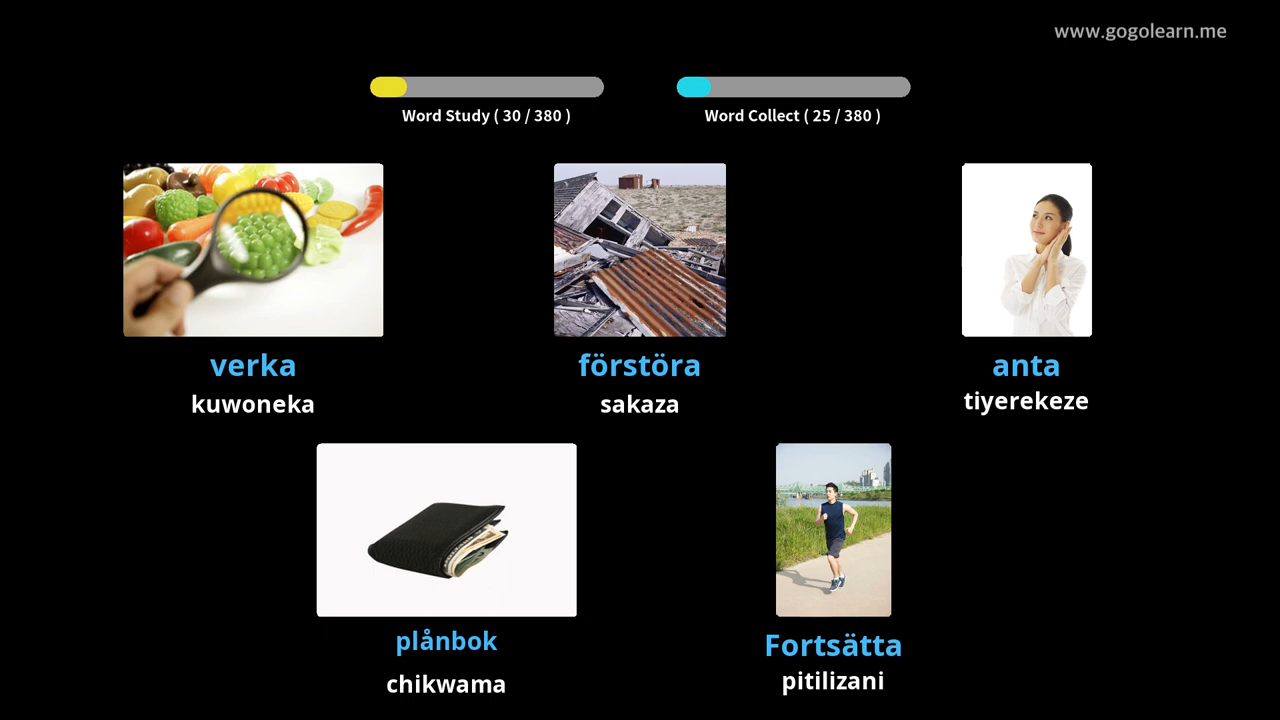 www.gogolearn.me
Word Study ( 30 / 380 )
Word Collect ( 25 / 380 )
verka
kuwoneka
förstöra
sakaza
anta
tiyerekeze
plånbok
chikwama
Fortsätta
pitilizani